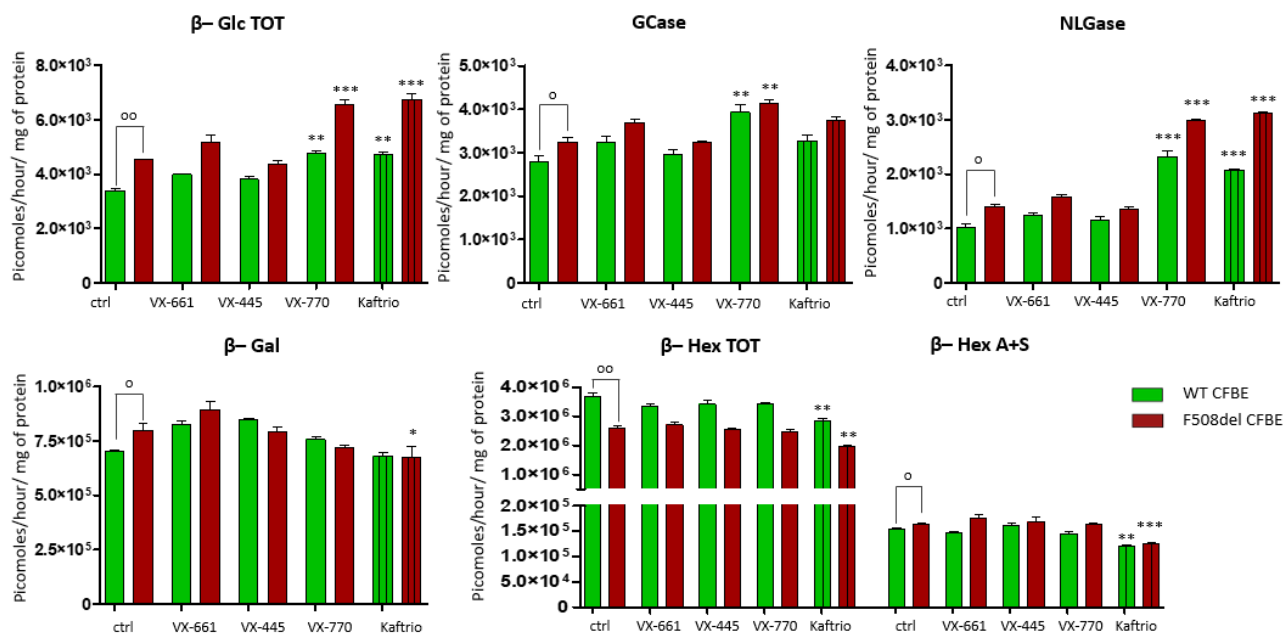 β– Glc TOT
Picomoles/hour/ mg of protein
8.0×10³
6.0×10³
4.0×10³
2.0×10³
0
oo
**
***
**
***
ctrl VX-661 VX-445 VX-770 Kaftrio
GCase
Picomoles/hour/ mg of protein
5.0×10³
4.0×10³
3.0×10³
2.0×10³
1.0×10³
0
o
**
**
ctrl VX-661 VX-445 VX-770 Kaftrio
NLGase
Picomoles/hour/ mg of protein
4.0×10³
3.0×10³
2.0×10³
1.0×10³
0
o
***
***
***
***
ctrl VX-661 VX-445 VX-770 Kaftrio
β– Gal
Picomoles/hour/ mg of protein
1.0×10⁶
7.5×10⁵
5.0×10⁵
2.5×10⁵
0
o
*
ctrl VX-661 VX-445 VX-770 Kaftrio
β– Hex TOT
β– Hex A+S
Picomoles/hour/ mg of protein
4.0×10⁶
3.0×10⁶
2.0×10⁶
1.0×10⁶
0
2.0×10⁵
1.5×10⁵
1.0×10⁵
5.0×10⁴
0
oo
**
**
o
**
***
ctrl VX-661 VX-445 VX-770 Kaftrio
ctrl VX-661 VX-445 VX-770 Kaftrio
WT CFBE
F508del CFBE